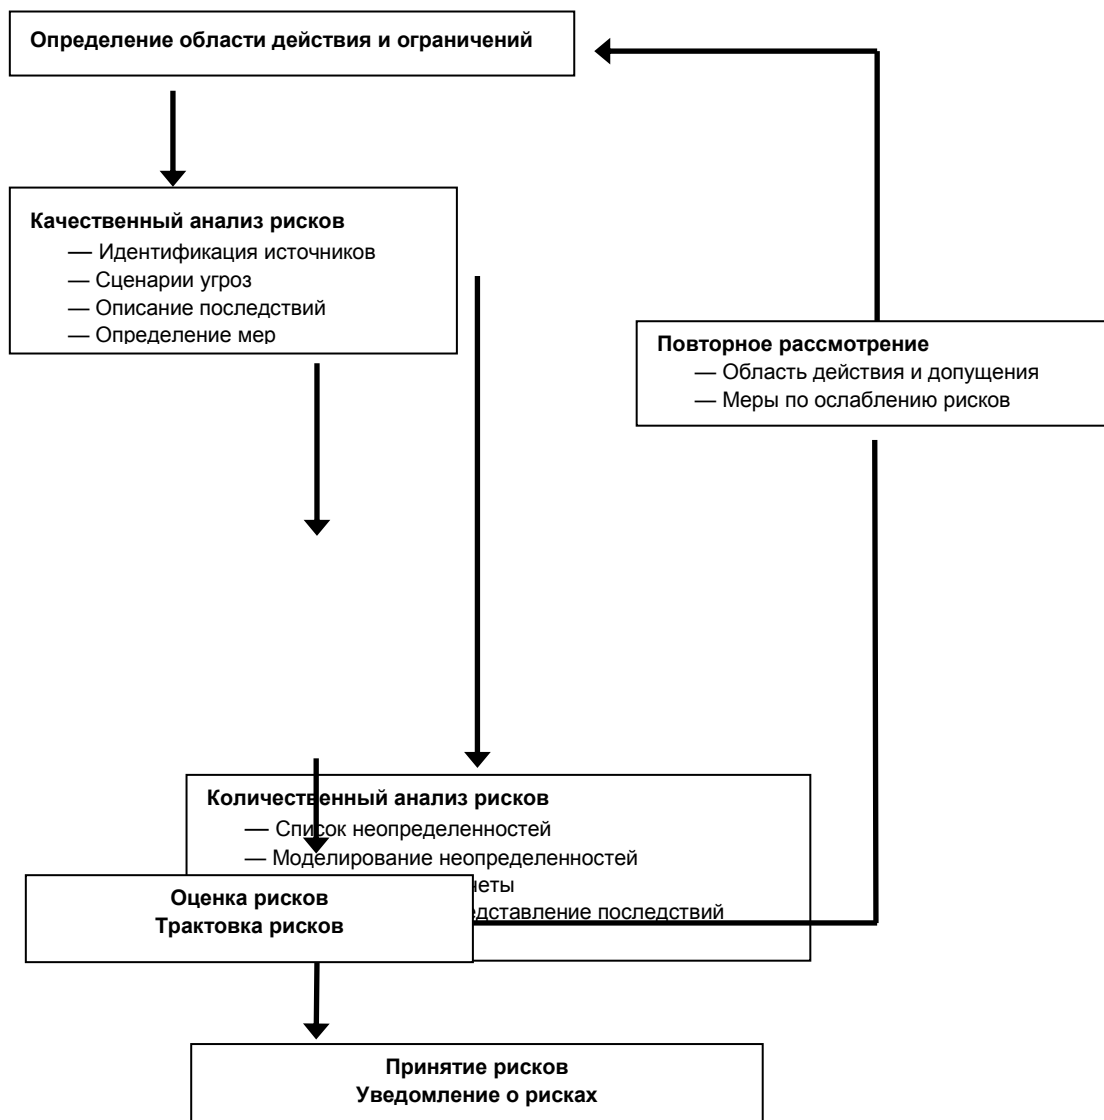 Определение области действия и ограничений
Качественный анализ рисков
— Идентификация источников
— Сценарии угроз
— Описание последствий
— Определение мер
Повторное рассмотрение
— Область действия и допущения
— Меры по ослаблению рисков
Количественный анализ рисков
— Список неопределенностей
— Моделирование неопределенностей
последствий
Оценка рисков
Трактовка рисков
Принятие рисков
Уведомление о рисках